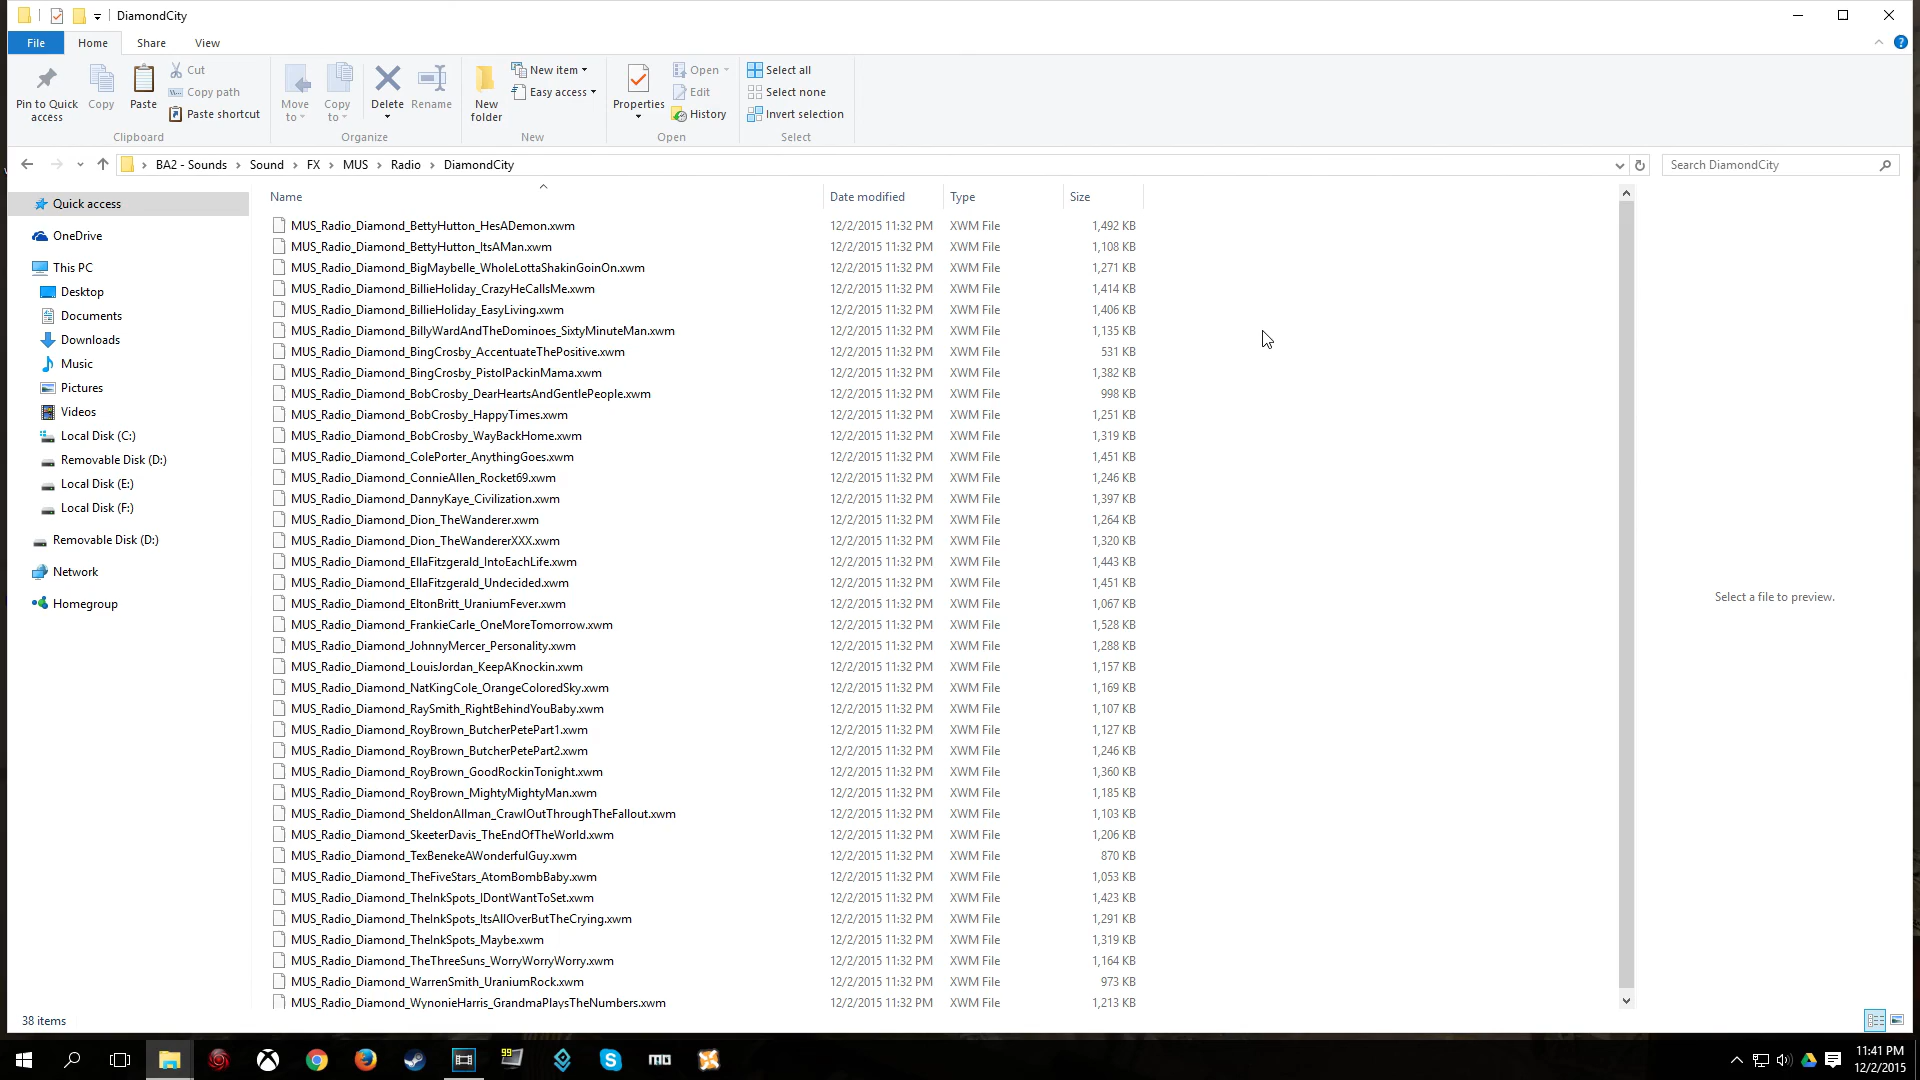 DiamondCity
File Home Share View
Pin to Quick access
Copy
Paste
Cut
Copy path
Paste shortcut
Clipboard
Move to
Copy to
Delete
Rename
Organize
New folder
New item
Easy access
New
Properties
Open
Edit
History
Open
Select all
Select none
Invert selection
Select
BA2 - Sounds > Sound > FX > MUS > Radio > DiamondCity
Search DiamondCity
Quick access
OneDrive
This PC
Desktop
Documents
Downloads
Music
Pictures
Videos
Local Disk (C:)
Removable Disk (D:)
Local Disk (E:)
Local Disk (F:)
Removable Disk (D:)
Network
Homegroup
Name Date modified Type Size
MUS_Radio_Diamond_BettyHutton_HesADemon.xwm 12/2/2015 11:32 PM XWM File 1,492 KB
MUS_Radio_Diamond_BettyHutton_ItsAMan.xwm 12/2/2015 11:32 PM XWM File 1,108 KB
MUS_Radio_Diamond_BigMaybelle_WholeLottaShakinGoinOn.xwm 12/2/2015 11:32 PM XWM File 1,271 KB
MUS_Radio_Diamond_BillieHoliday_CrazyHeCallsMe.xwm 12/2/2015 11:32 PM XWM File 1,414 KB
MUS_Radio_Diamond_BillieHoliday_EasyLiving.xwm 12/2/2015 11:32 PM XWM File 1,406 KB
MUS_Radio_Diamond_BillyWardAndTheDominoes_SixtyMinuteMan.xwm 12/2/2015 11:32 PM XWM File 1,135 KB
MUS_Radio_Diamond_BingCrosby_AccentuateThePositive.xwm 12/2/2015 11:32 PM XWM File 531 KB
MUS_Radio_Diamond_BingCrosby_PistolPackinMama.xwm 12/2/2015 11:32 PM XWM File 1,382 KB
MUS_Radio_Diamond_BobCrosby_DearHeartsAndGentlePeople.xwm 12/2/2015 11:32 PM XWM File 998 KB
MUS_Radio_Diamond_BobCrosby_HappyTimes.xwm 12/2/2015 11:32 PM XWM File 1,251 KB
MUS_Radio_Diamond_BobCrosby_WayBackHome.xwm 12/2/2015 11:32 PM XWM File 1,319 KB
MUS_Radio_Diamond_ColePorter_AnythingGoes.xwm 12/2/2015 11:32 PM XWM File 1,451 KB
MUS_Radio_Diamond_ConnieAllen_Rocket69.xwm 12/2/2015 11:32 PM XWM File 1,246 KB
MUS_Radio_Diamond_DannyKaye_Civilization.xwm 12/2/2015 11:32 PM XWM File 1,397 KB
MUS_Radio_Diamond_Dion_TheWanderer.xwm 12/2/2015 11:32 PM XWM File 1,264 KB
MUS_Radio_Diamond_Dion_TheWandererXXX.xwm 12/2/2015 11:32 PM XWM File 1,320 KB
MUS_Radio_Diamond_EllaFitzgerald_IntoEachLife.xwm 12/2/2015 11:32 PM XWM File 1,443 KB
MUS_Radio_Diamond_EllaFitzgerald_Undecided.xwm 12/2/2015 11:32 PM XWM File 1,451 KB
MUS_Radio_Diamond_EltonBritt_UraniumFever.xwm 12/2/2015 11:32 PM XWM File 1,067 KB
MUS_Radio_Diamond_FrankieCarle_OneMoreTomorrow.xwm 12/2/2015 11:32 PM XWM File 1,528 KB
MUS_Radio_Diamond_JohnnyMercer_Personality.xwm 12/2/2015 11:32 PM XWM File 1,288 KB
MUS_Radio_Diamond_LouisJordan_KeepAKnockin.xwm 12/2/2015 11:32 PM XWM File 1,157 KB
MUS_Radio_Diamond_NatKingCole_OrangeColoredSky.xwm 12/2/2015 11:32 PM XWM File 1,169 KB
MUS_Radio_Diamond_RaySmith_RightBehindYouBaby.xwm 12/2/2015 11:32 PM XWM File 1,107 KB
MUS_Radio_Diamond_RoyBrown_ButcherPetePart1.xwm 12/2/2015 11:32 PM XWM File 1,127 KB
MUS_Radio_Diamond_RoyBrown_ButcherPetePart2.xwm 12/2/2015 11:32 PM XWM File 1,246 KB
MUS_Radio_Diamond_RoyBrown_GoodRockinTonight.xwm 12/2/2015 11:32 PM XWM File 1,360 KB
MUS_Radio_Diamond_RoyBrown_MightyMightyMan.xwm 12/2/2015 11:32 PM XWM File 1,185 KB
MUS_Radio_Diamond_SheldonAllman_CrawlOutThroughTheFallout.xwm 12/2/2015 11:32 PM XWM File 1,103 KB
MUS_Radio_Diamond_SkeeterDavis_TheEndOfTheWorld.xwm 12/2/2015 11:32 PM XWM File 1,206 KB
MUS_Radio_Diamond_TexBenekeAWonderfulGuy.xwm 12/2/2015 11:32 PM XWM File 870 KB
MUS_Radio_Diamond_TheFiveStars_AtomBombBaby.xwm 12/2/2015 11:32 PM XWM File 1,053 KB
MUS_Radio_Diamond_TheInkSpots_IDontWantToSet.xwm 12/2/2015 11:32 PM XWM File 1,423 KB
MUS_Radio_Diamond_TheInkSpots_ItsAllOverButTheCrying.xwm 12/2/2015 11:32 PM XWM File 1,291 KB
MUS_Radio_Diamond_TheInkSpots_Maybe.xwm 12/2/2015 11:32 PM XWM File 1,319 KB
MUS_Radio_Diamond_TheThreeSuns_WorryWorryWorry.xwm 12/2/2015 11:32 PM XWM File 1,164 KB
MUS_Radio_Diamond_WarrenSmith_UraniumRock.xwm 12/2/2015 11:32 PM XWM File 973 KB
MUS_Radio_Diamond_WynonieHarris_GrandmaPlaysTheNumbers.xwm 12/2/2015 11:32 PM XWM File 1,213 KB
Select a file to preview.
38 items
99
MO
11:41 PM
12/2/2015